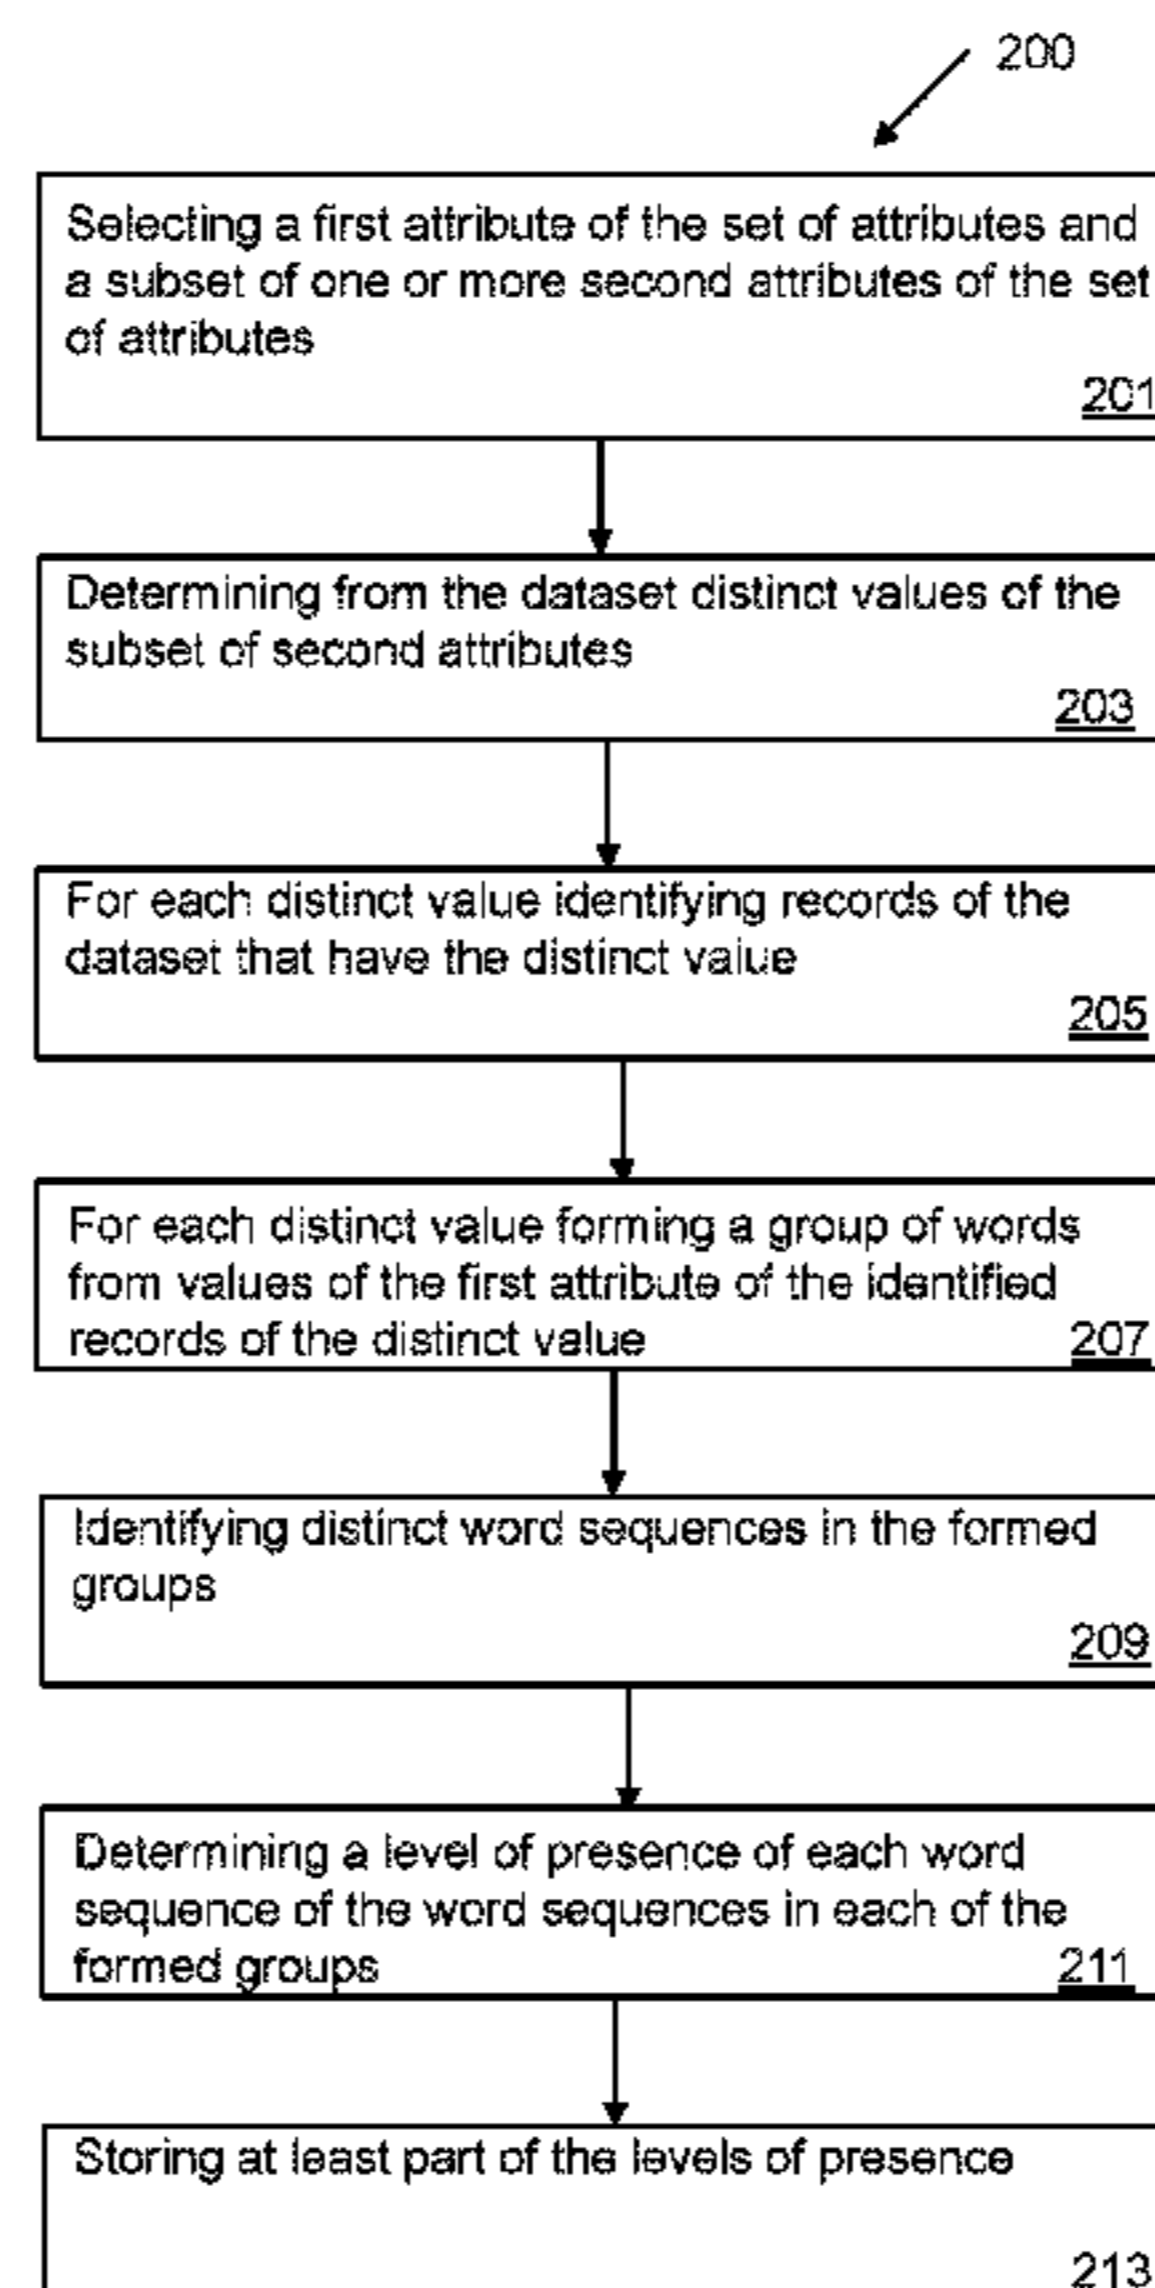 200
Selecting a first attribute of the set of attributes and
a subset of one or more second attributes of the set
of attributes
201
Determining from the dataset distinct values of the
subset of second attributes
203
For each distinct value identifying records of the
dataset that have the distinct value
205
For each distinct value forming a group of words
from values of the first attribute of the identified
records of the distinct value
207
Identifying distinct word sequences in the formed
groups
209
Determining a level of presence of each word
sequence of the word sequences in each of the
formed groups
211
Storing at least part of the levels of presence
213